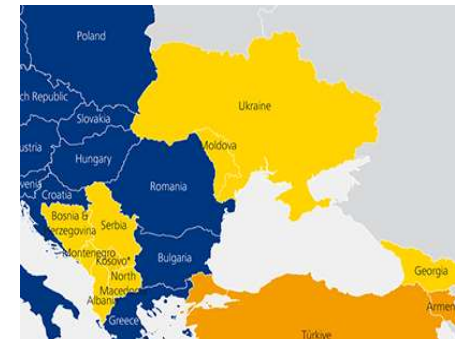 Poland
Ukraine
ch Republic
Slovakia
Moldova
ustria
Hungary
venia
Romania
Croatia
Bosnia &
Herzegovina
Serbia
Montenegro
Kosovo*
Bulgaria
North
Macedo
Albani
Georgia
Greece
Armen
Türkiye